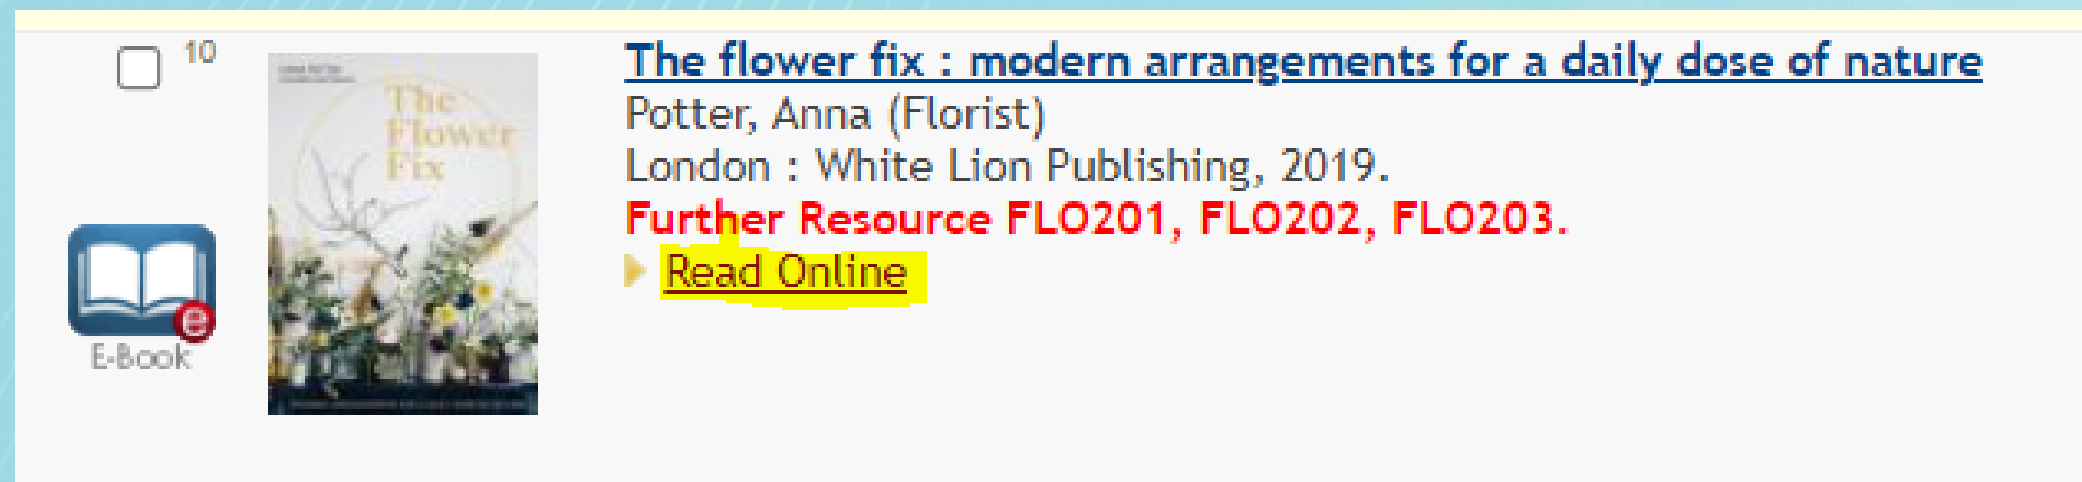 10
The flower fix : modern arrangements for a daily dose of nature
Potter, Anna (Florist)
London : White Lion Publishing, 2019.
Further Resource FLO201, FLO202, FLO203.
Read Online
The
Flower
Fix
e
E-Book